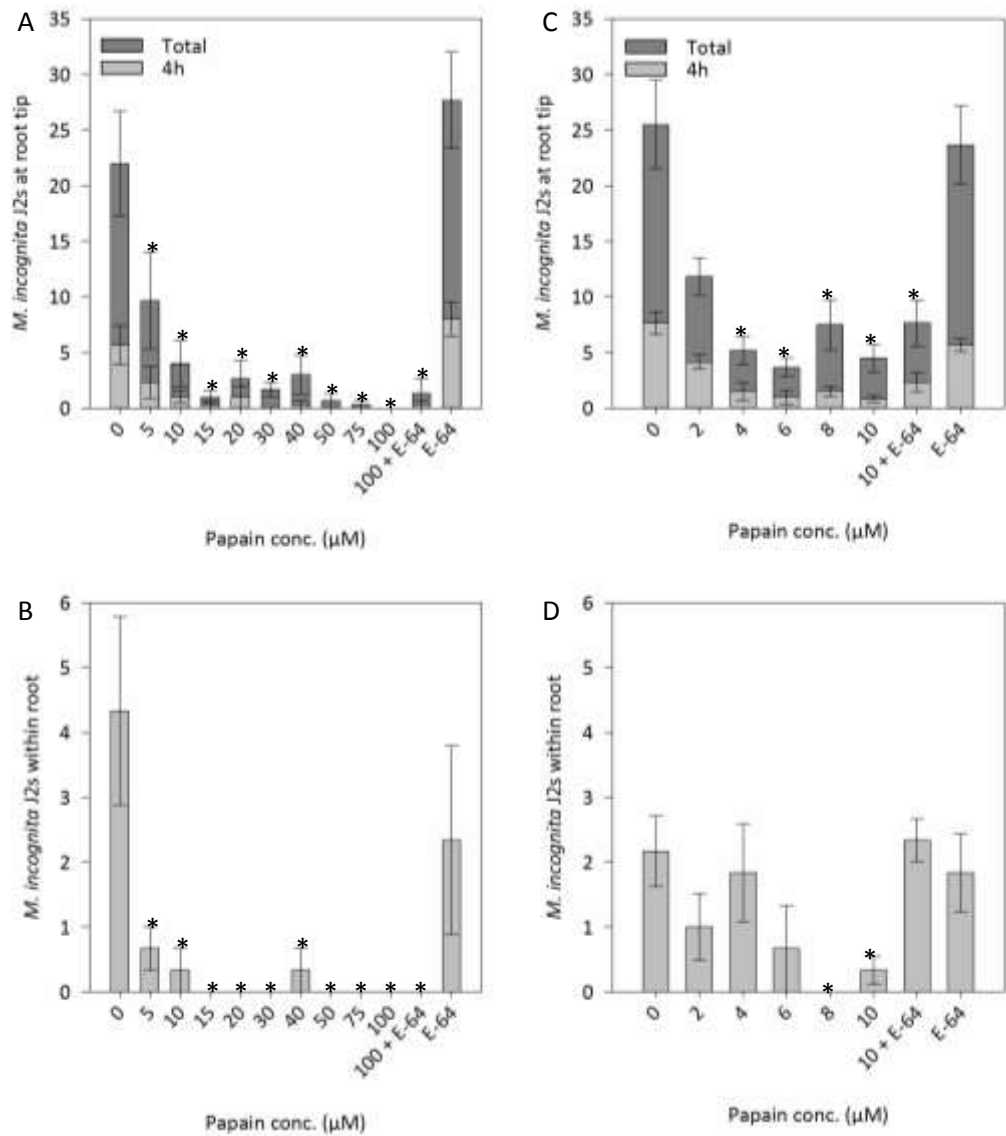 A
35
30
25
20
15
10
5
0
M. incognita J2s at root tip
Total
4h
* * * * * * * * * *
0 5 10 15 20 30 40 50 75 100 100 + E-64 E-64
Papain conc. (µM)
C
35
30
25
20
15
10
5
0
M. incognita J2s at root tip
Total
4h
* * * * *
0 2 4 6 8 10 10 + E-64 E-64
Papain conc. (µM)
B
6
5
4
3
2
1
0
M. incognita J2s within root
* * * * * * * * * *
0 5 10 15 20 30 40 50 75 100 100 + E-64 E-64
Papain conc. (µM)
D
6
5
4
3
2
1
0
M. incognita J2s within root
* *
0 2 4 6 8 10 10 + E-64 E-64
Papain conc. (µM)